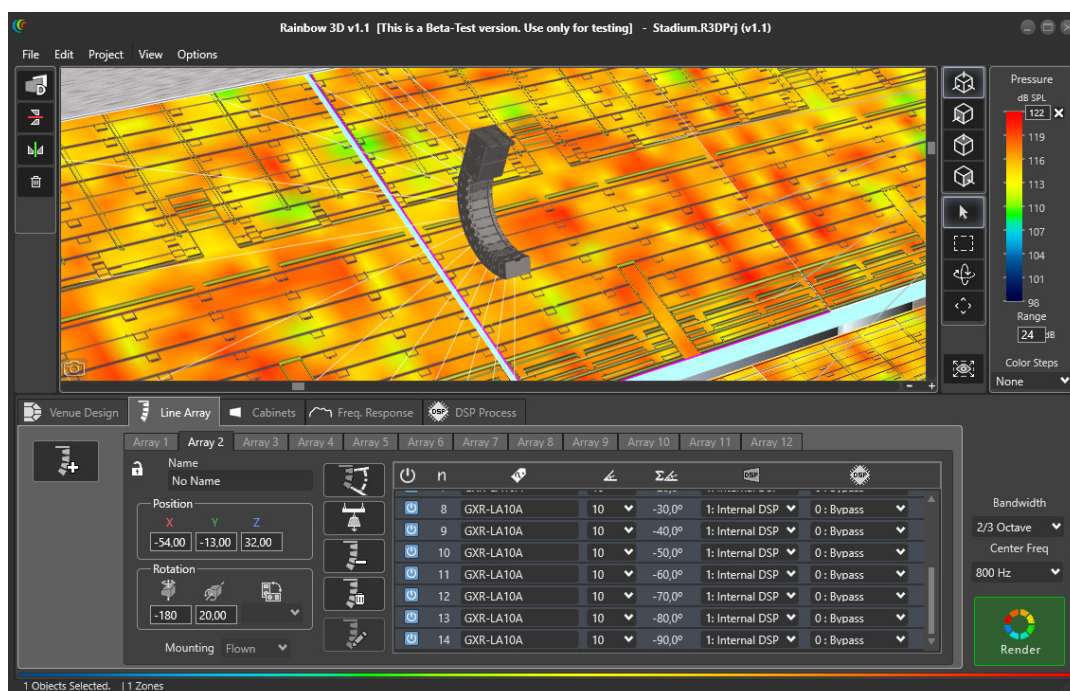 Rainbow 3D v1.1 [This is a Beta-Test version. Use only for testing] - Stadium.R3DPrj (v1.1)
File Edit Project View Options
Pressure
dB SPL
122
119
116
113
110
107
104
101
98
Range
24 dB
Color Steps
None
Venue Design Line Array Cabinets Freq. Response DSP DSP Process
Array 1 Array 2 Array 3 Array 4 Array 5 Array 6 Array 7 Array 8 Array 9 Array 10 Array 11 Array 12
Name
No Name
Position
X Y Z
-54,00 -13,00 32,00
Rotation
-180 20,00
Mounting Flown
n Σ DSP DSP
8 GXR-LA10A 10 -30,0º 1: Internal DSP 0 : Bypass
9 GXR-LA10A 10 -40,0º 1: Internal DSP 0 : Bypass
10 GXR-LA10A 10 -50,0º 1: Internal DSP 0 : Bypass
11 GXR-LA10A 10 -60,0º 1: Internal DSP 0 : Bypass
12 GXR-LA10A 10 -70,0º 1: Internal DSP 0 : Bypass
13 GXR-LA10A 10 -80,0º 1: Internal DSP 0 : Bypass
14 GXR-LA10A 10 -90,0º 1: Internal DSP 0 : Bypass
Bandwidth
2/3 Octave
Center Freq
800 Hz
Render
1 Objects Selected. | 1 Zones